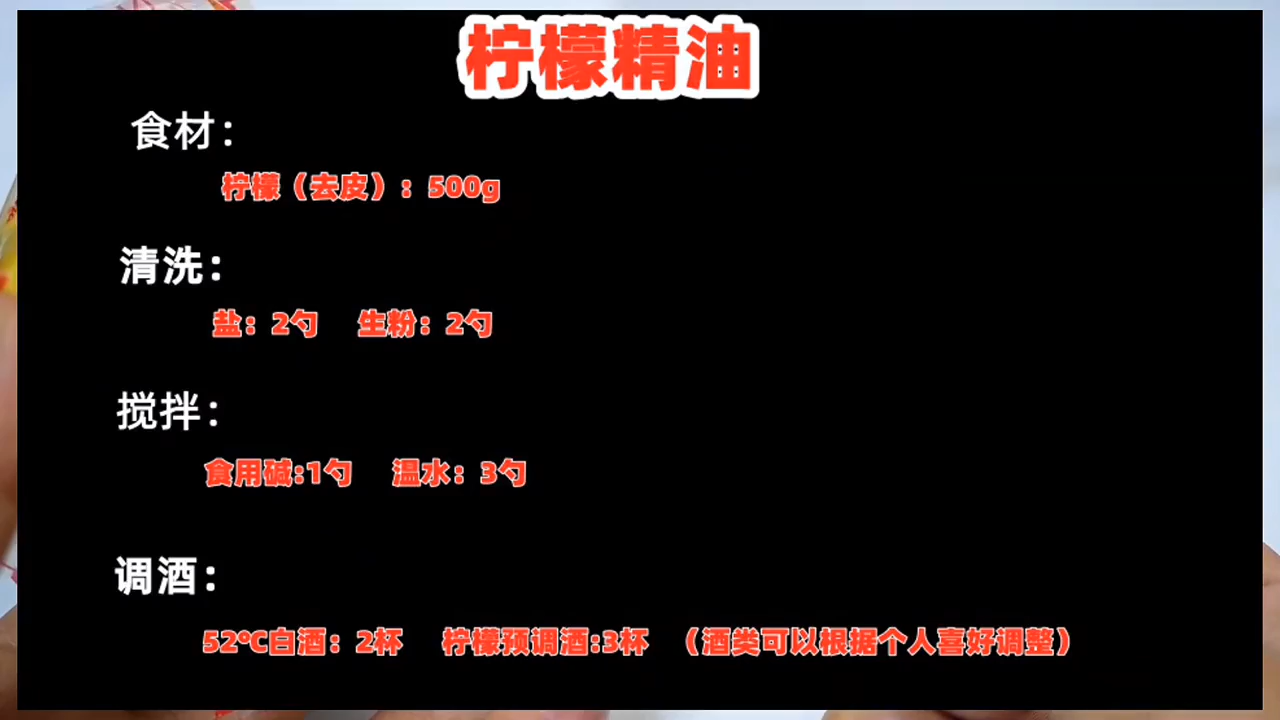 柠檬精油
食材：
柠檬（去皮）：500g
清洗：
盐：2勺 生粉：2勺
搅拌：
食用碱:1勺 温水：3勺
调酒：
52℃白酒：2杯 柠檬预调酒:3杯 （酒类可以根据个人喜好调整）